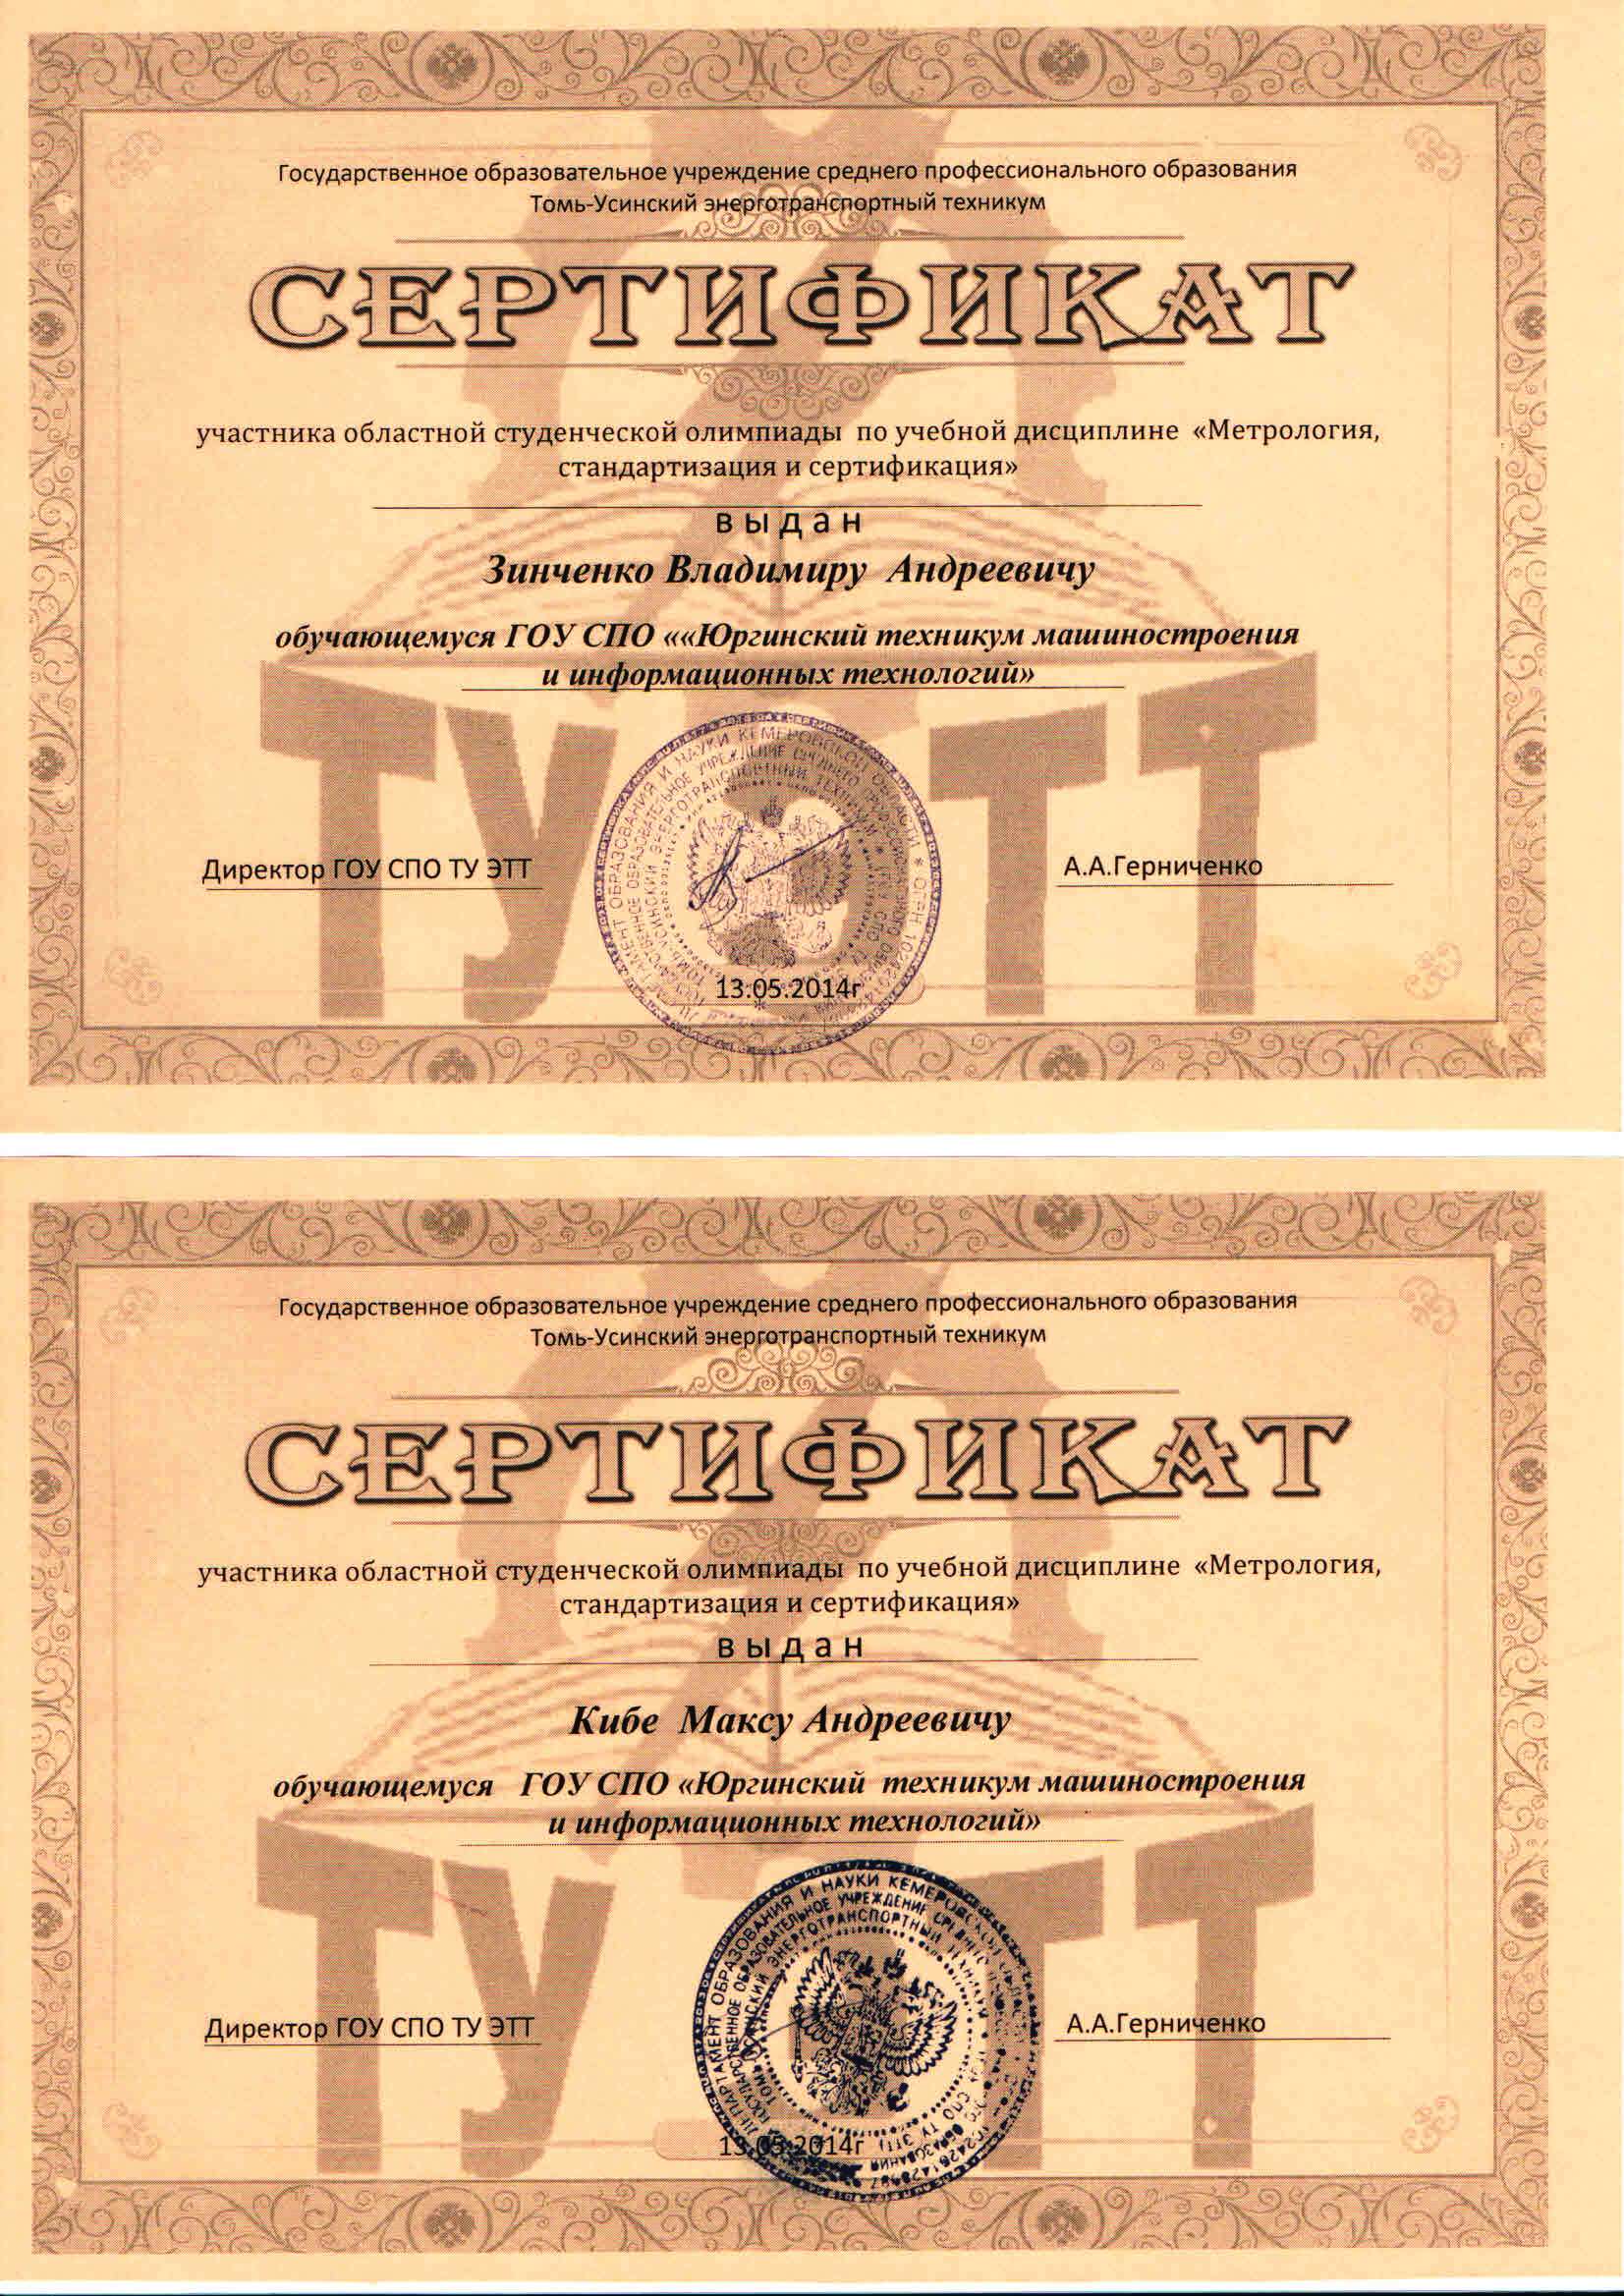 Государственное образовательное учреждение среднего профессионального образования
Томь-Усинский энерготранспортный техникум
СЕРТИФИКАТ
участника областной студенческой олимпиады по учебной дисциплине «Метрология,
стандартизация и сертификация»
выдан
Зинченко Владимиру Андреевичу
обучающемуся ГОУ СПО ««Юргинский техникум машиностроения
и информационных технологий»
ТУ ТТ
Директор ГОУ СПО ТУ ЭТТ
А.А.Герниченко
13.05.2014г
Государственное образовательное учреждение среднего профессионального образования
Томь-Усинский энерготранспортный техникум
СЕРТИФИКАТ
участника областной студенческой олимпиады по учебной дисциплине «Метрология,
стандартизация и сертификация»
выдан
Кибе Максу Андреевичу
обучающемуся ГОУ СПО «Юргинский техникум машиностроения
и информационных технологий»
ТУ ТТ
Директор ГОУ СПО ТУ ЭТТ
А.А.Герниченко
13.05.2014г